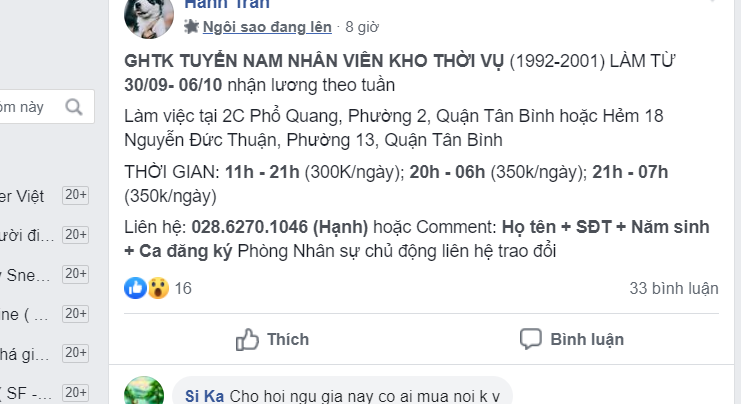 Hạnh Trần
Ngôi sao đang lên · 8 giờ
GHTK TUYỂN NAM NHÂN VIÊN KHO THỜI VỤ (1992-2001) LÀM TỪ
30/09- 06/10 nhận lương theo tuần
Làm việc tại 2C Phổ Quang, Phường 2, Quận Tân Bình hoặc Hẻm 18
Nguyễn Đức Thuận, Phường 13, Quận Tân Bình
THỜI GIAN: 11h - 21h (300K/ngày); 20h - 06h (350k/ngày); 21h - 07h
(350k/ngày)
Liên hệ: 028.6270.1046 (Hạnh) hoặc Comment: Họ tên + SĐT + Năm sinh
+ Ca đăng ký Phòng Nhân sự chủ động liên hệ trao đổi
16
33 bình luận
Thích
Bình luận
Si Ka Cho hoi ngu gia nay co ai mua noi k v
óm này
er Việt 20+
ười đi... 20+
Sne... 20+
ine ( ... 20+
há gi... 20+
( SF -... 20+